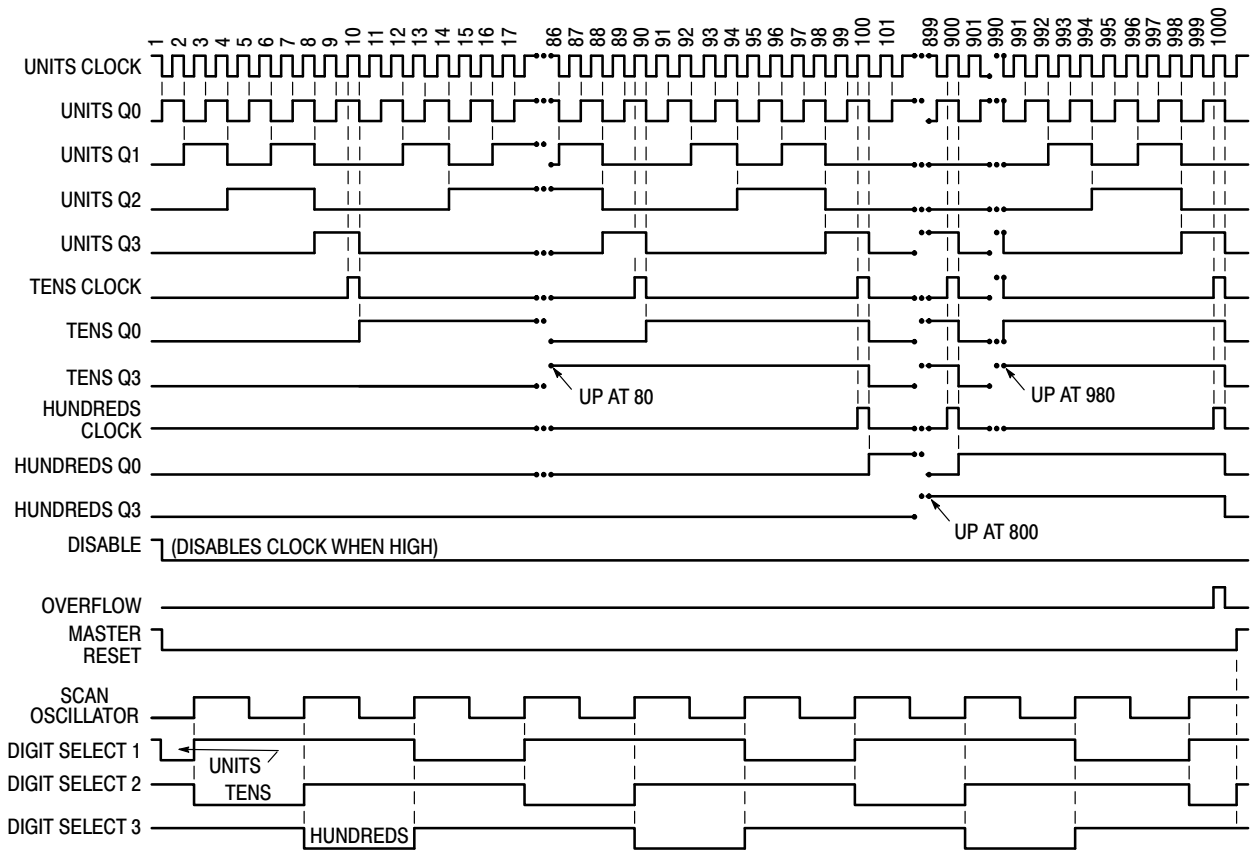 1 2 3 4 5 6 7 8 9 10 11 12 13 14 15 16 17 86 87 88 89 90 91 92 93 94 95 96 97 98 99 100 101 899 900 901 990 991 992 993 994 995 996 997 998 999 1000
UNITS CLOCK
UNITS Q0
UNITS Q1
UNITS Q2
UNITS Q3
TENS CLOCK
TENS Q0
TENS Q3
UP AT 80
UP AT 980
HUNDREDS
CLOCK
HUNDREDS Q0
HUNDREDS Q3
UP AT 800
DISABLE
(DISABLES CLOCK WHEN HIGH)
OVERFLOW
MASTER
RESET
SCAN
OSCILLATOR
DIGIT SELECT 1
UNITS
DIGIT SELECT 2
TENS
DIGIT SELECT 3
HUNDREDS